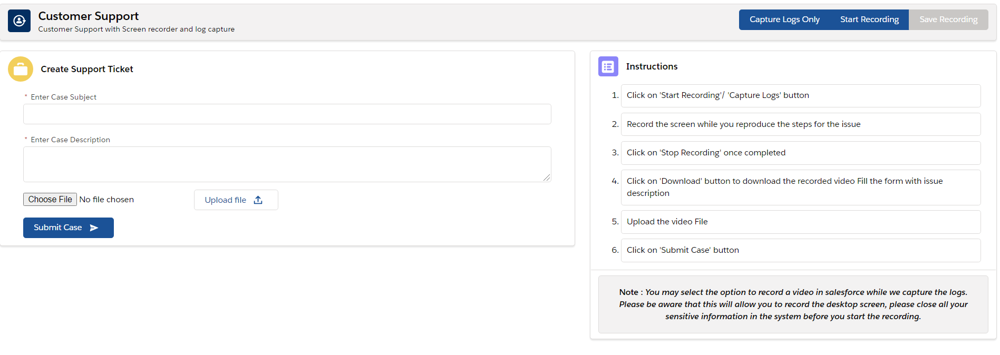 Customer Support
Customer Support with Screen recorder and log capture
Capture Logs Only
Start Recording
Save Recording
Create Support Ticket
* Enter Case Subject
* Enter Case Description
Choose File No file chosen
Upload file
Submit Case
Instructions
1. Click on 'Start Recording'/ 'Capture Logs' button
2. Record the screen while you reproduce the steps for the issue
3. Click on 'Stop Recording' once completed
4. Click on 'Download' button to download the recorded video Fill the form with issue
description
5. Upload the video File
6. Click on 'Submit Case' button
Note : You may select the option to record a video in salesforce while we capture the logs.
Please be aware that this will allow you to record the desktop screen, please close all your
sensitive information in the system before you start the recording.